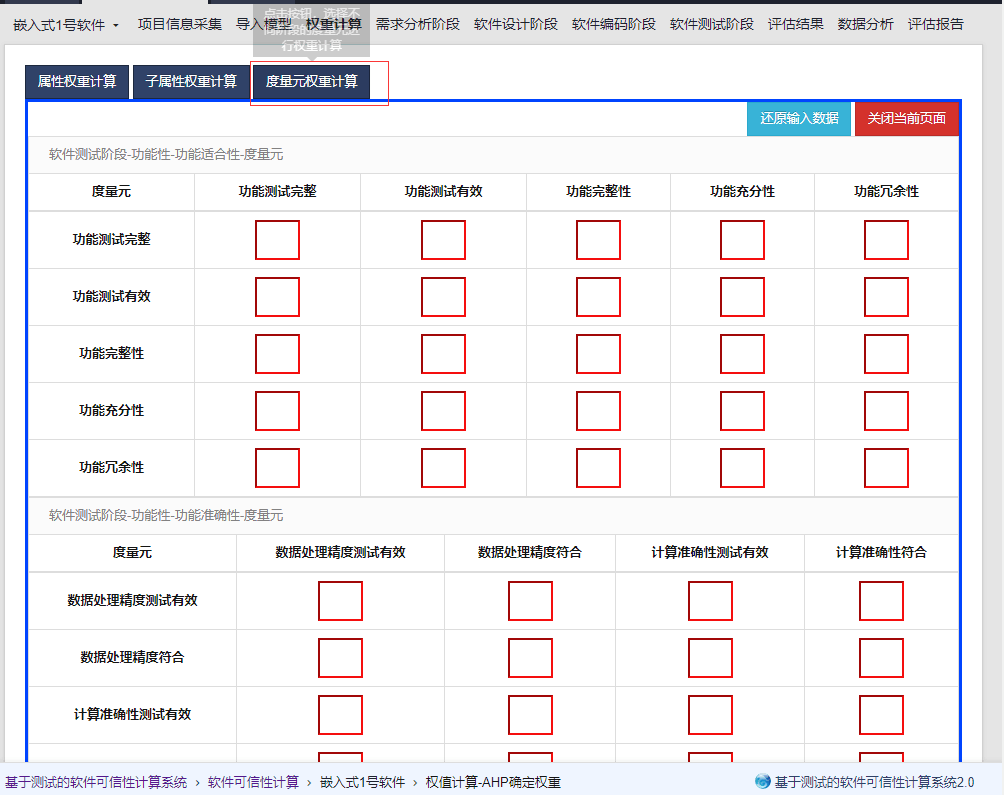 嵌入式1号软件 项目信息采集 导入模型 权重计算 需求分析阶段 软件设计阶段 软件编码阶段 软件测试阶段 评估结果 数据分析 评估报告
点击按钮，选择不
同阶段的度量元进
行权重计算
属性权重计算 子属性权重计算 度量元权重计算
还原输入数据 关闭当前页面
软件测试阶段-功能性-功能适合性-度量元
度量元 功能测试完整 功能测试有效 功能完整性 功能充分性 功能冗余性
功能测试完整
功能测试有效
功能完整性
功能充分性
功能冗余性
软件测试阶段-功能性-功能准确性-度量元
度量元 数据处理精度测试有效 数据处理精度符合 计算准确性测试有效 计算准确性符合
数据处理精度测试有效
数据处理精度符合
计算准确性测试有效
基于测试的软件可信性计算系统 › 软件可信性计算 › 嵌入式1号软件 › 权值计算-AHP确定权重 基于测试的软件可信性计算系统2.0